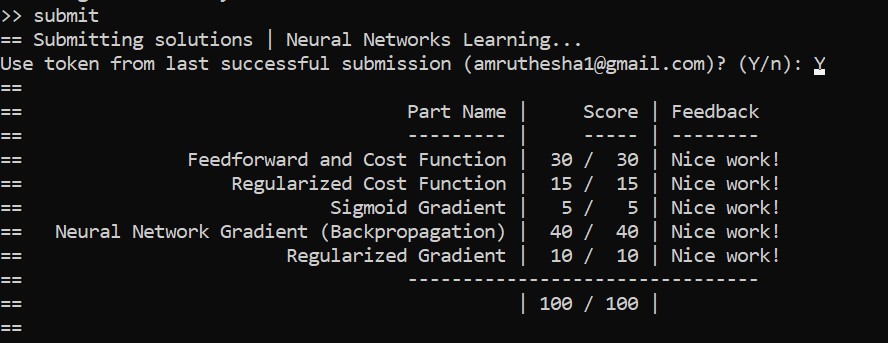 >> submit
== Submitting solutions | Neural Networks Learning...
Use token from last successful submission (amruthesha1@gmail.com)? (Y/n): Y
==
==                                   Part Name |     Score | Feedback
==                                   --------- |     ----- | --------
==               Feedforward and Cost Function |  30 /  30 | Nice work!
==                   Regularized Cost Function |  15 /  15 | Nice work!
==                            Sigmoid Gradient |   5 /   5 | Nice work!
==   Neural Network Gradient (Backpropagation) |  40 /  40 | Nice work!
==                        Regularized Gradient |  10 /  10 | Nice work!
==                                   --------------------------------
==                                             | 100 / 100 |
==